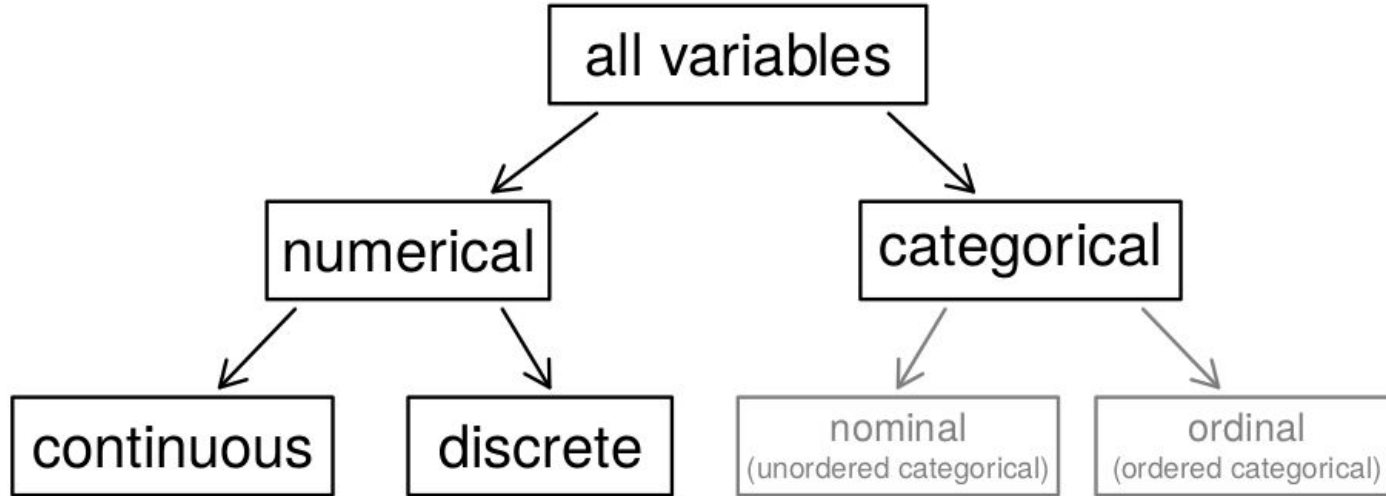 all variables
numerical
categorical
continuous
discrete
nominal
(unordered categorical)
ordinal
(ordered categorical)